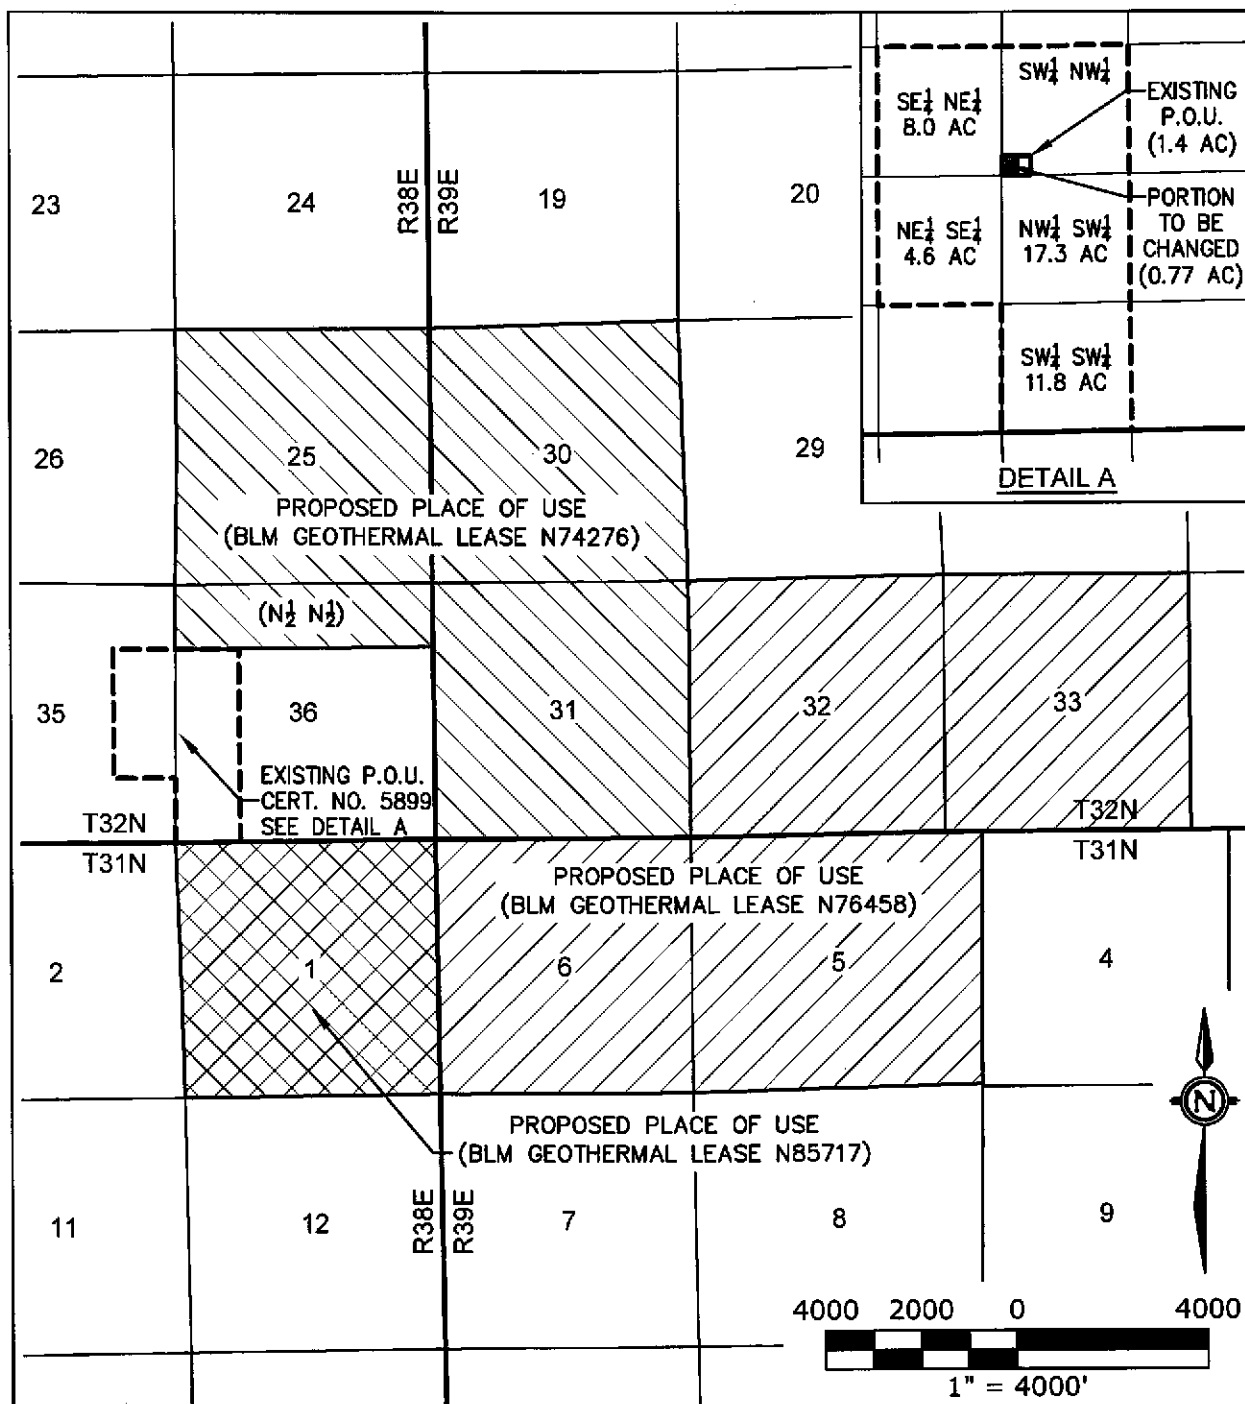 SW¼ NW¼
SE¼ NE¼
8.0 AC
EXISTING
P.O.U.
(1.4 AC)
PORTION
TO BE
CHANGED
(0.77 AC)
NE¼ SE¼
4.6 AC
NW¼ SW¼
17.3 AC
SW¼ SW¼
11.8 AC
DETAIL A
23
24
R38E
R39E
19
20
26
25
30
29
PROPOSED PLACE OF USE
(BLM GEOTHERMAL LEASE N74276)
(N½ N½)
35
36
31
32
33
EXISTING P.O.U.
CERT. NO. 5899
SEE DETAIL A
T32N
T31N
T32N
T31N
PROPOSED PLACE OF USE
(BLM GEOTHERMAL LEASE N76458)
2
1
6
5
4
PROPOSED PLACE OF USE
(BLM GEOTHERMAL LEASE N85717)
N
11
12
R38E
R39E
7
8
9
4000 2000 0 4000
1" = 4000'